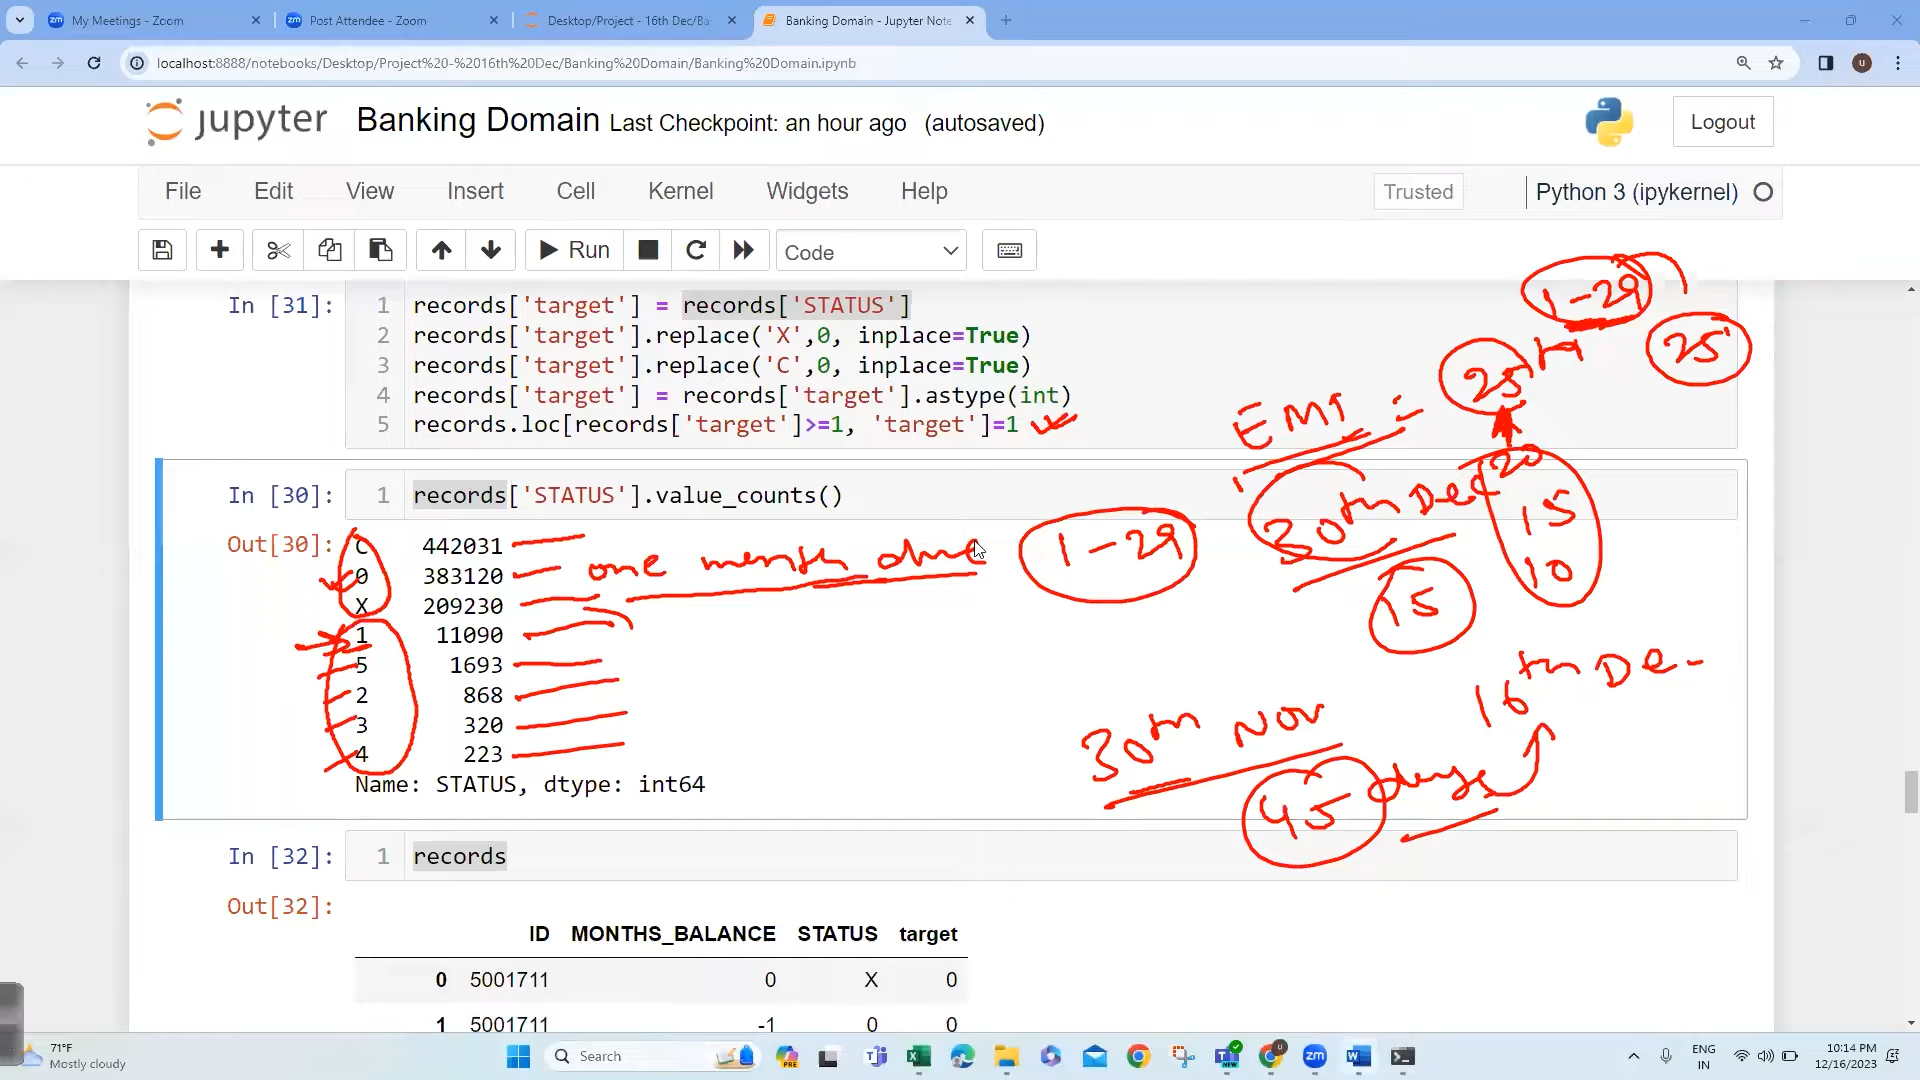 My Meetings - Zoom
Post Attendee - Zoom
Desktop/Project - 16th Dec/Ba
Banking Domain - Jupyter Note
localhost:8888/notebooks/Desktop/Project%20-%2016th%20Dec/Banking%20Domain/Banking%20Domain.ipynb
jupyter Banking Domain Last Checkpoint: an hour ago (autosaved)
Logout
File Edit View Insert Cell Kernel Widgets Help
Trusted
Python 3 (ipykernel)
Run
Code
In [31]:
1 records['target'] = records['STATUS']
2 records['target'].replace('X',0, inplace=True)
3 records['target'].replace('C',0, inplace=True)
4 records['target'] = records['target'].astype(int)
5 records.loc[records['target']>=1, 'target']=1
1-29
25
25th
EMI =
30th Dec
20
15
10
15
In [30]:
1 records['STATUS'].value_counts()
Out[30]:
C 442031
0 383120
X 209230
1 11090
5 1693
2 868
3 320
4 223
Name: STATUS, dtype: int64
one month due
1-29
16th De-
30th Nov
45 days
In [32]:
1 records
Out[32]:
ID MONTHS_BALANCE STATUS target
0 5001711 0 X 0
1 5001711 -1 0 0
71°F
Mostly cloudy
Search
PRE
NEW
ENG
IN
10:14 PM
12/16/2023